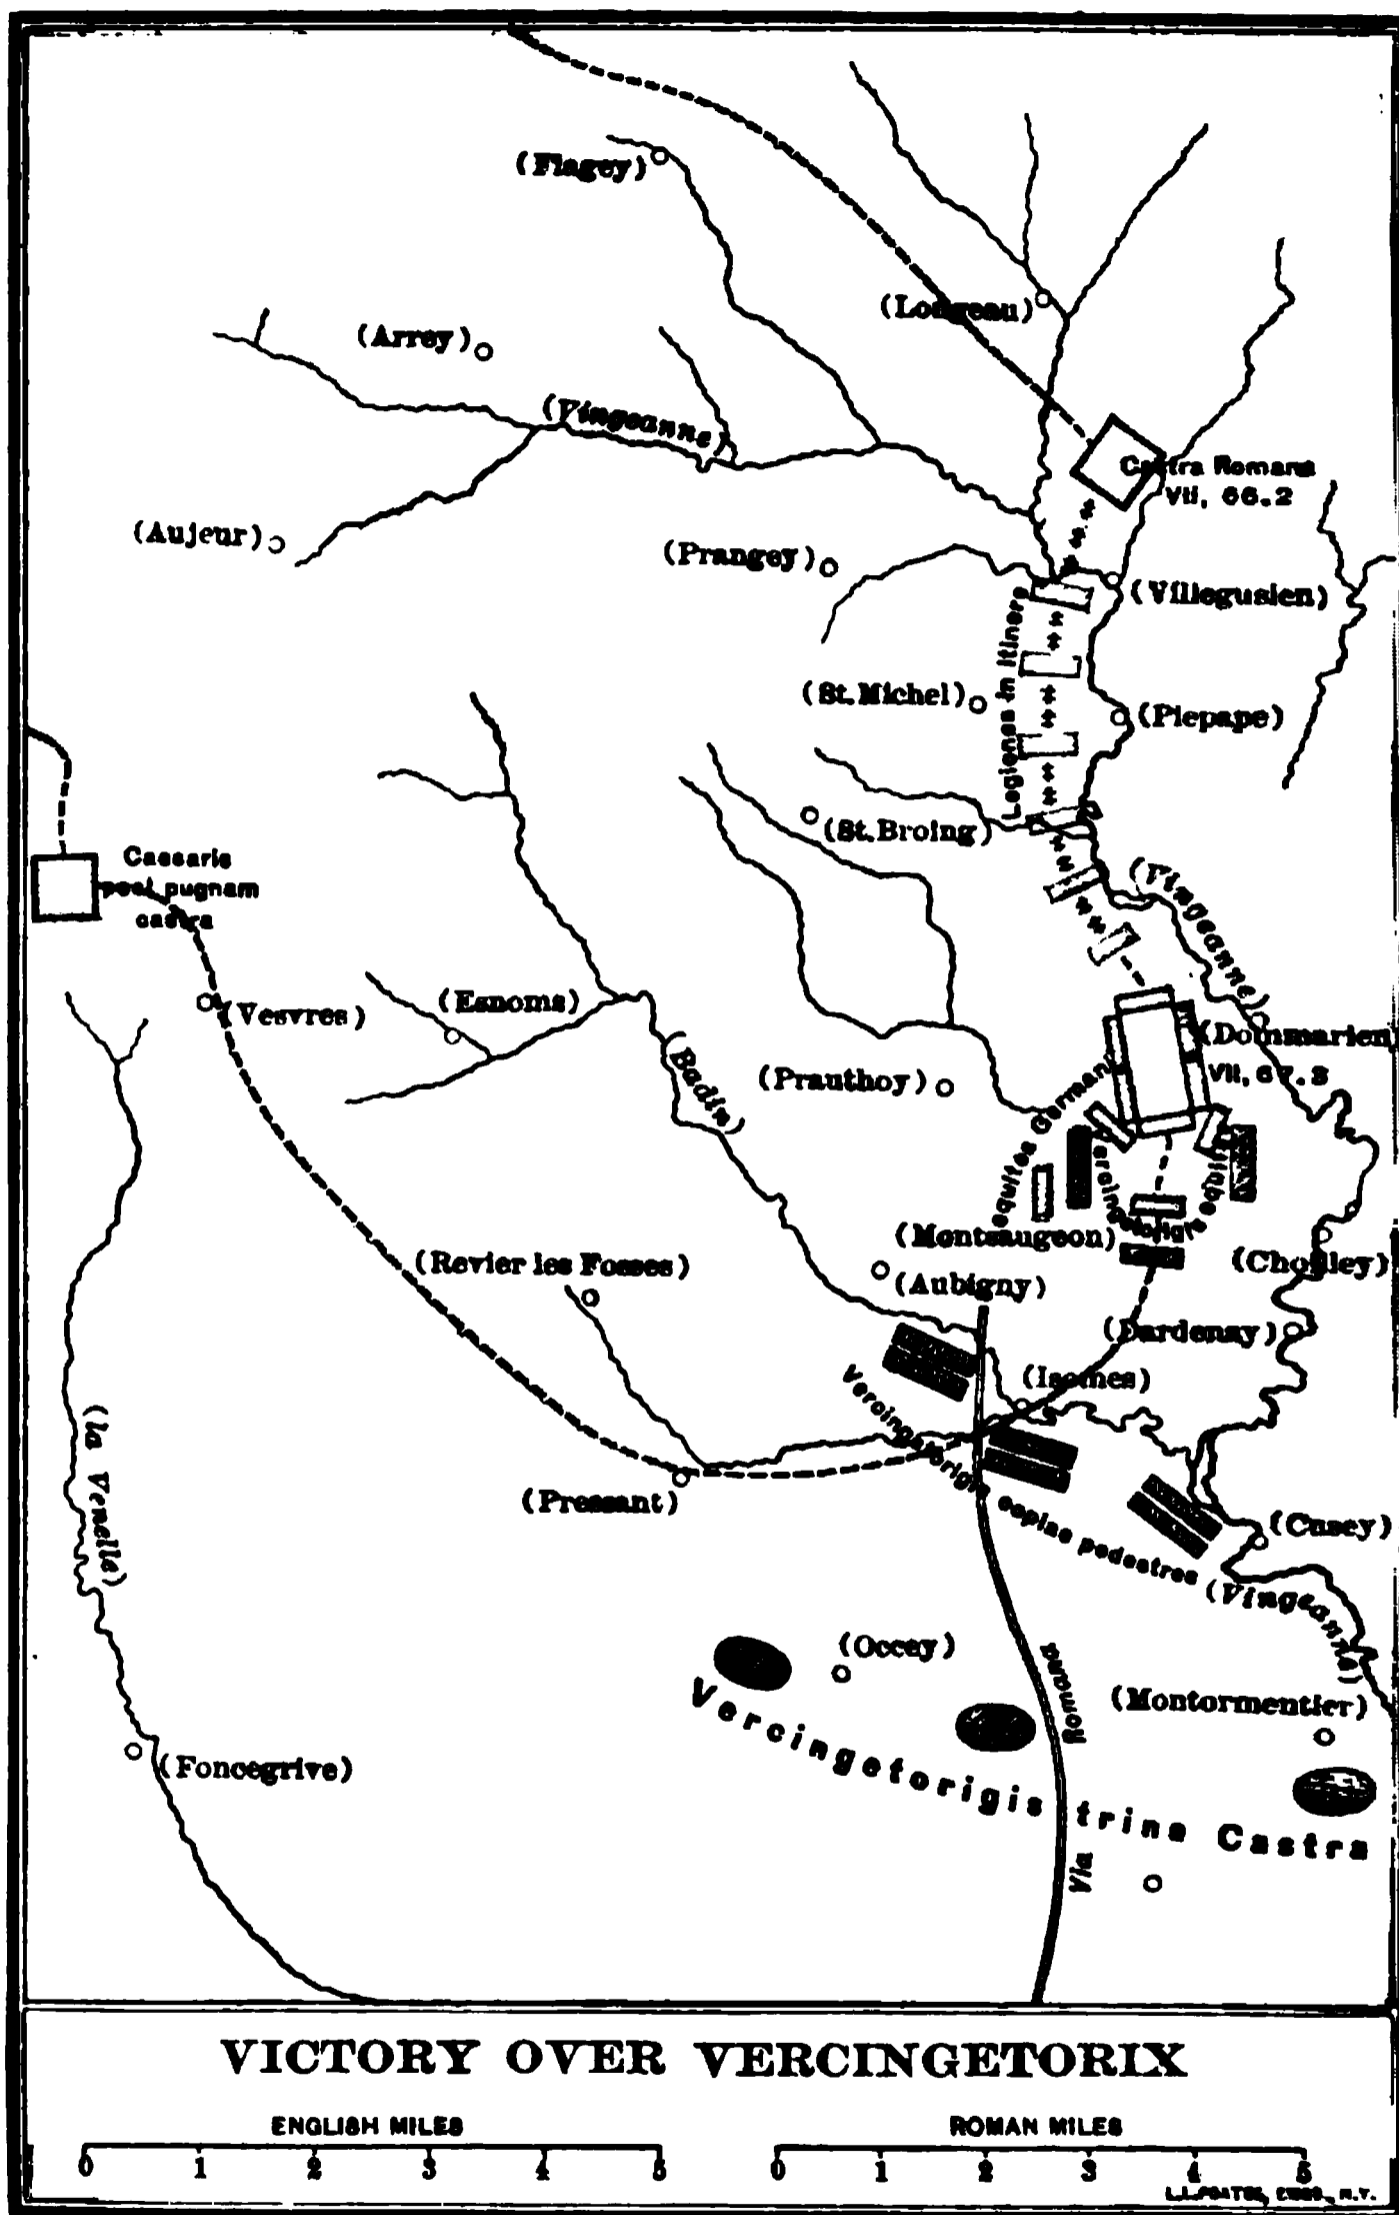 (Flagey)
(Longeau)
(Arrey)
(Vingeanne)
Castra Romana
VII, 66.2
(Aujeur)
(Prangey)
(Villegusien)
Legiones in itinere
(St. Michel)
(Piepape)
(St. Broing)
Caesaris
post pugnam
castra
(Vingeanne)
(Vesvres)
(Esnoms)
(Dommarien)
VII, 67.3
(Badin)
(Prauthoy)
equites Germani
Vercingetorigis equitibus
(Montsaugeon)
(Revier les Fosses)
(Aubigny)
(Choilley)
(Dardenay)
(Isomes)
Vercingetorigis copiae pedestres
(la Venelle)
(Pressant)
(Cusey)
(Vingeanne)
(Occey)
Via Romana
(Montormentier)
(Foncegrive)
Vercingetorigis trina Castra
VICTORY OVER VERCINGETORIX
ENGLISH MILES
ROMAN MILES
0 1 2 3 4 5
0 1 2 3 4 5
L.L. POATES, ENGR., N.Y.